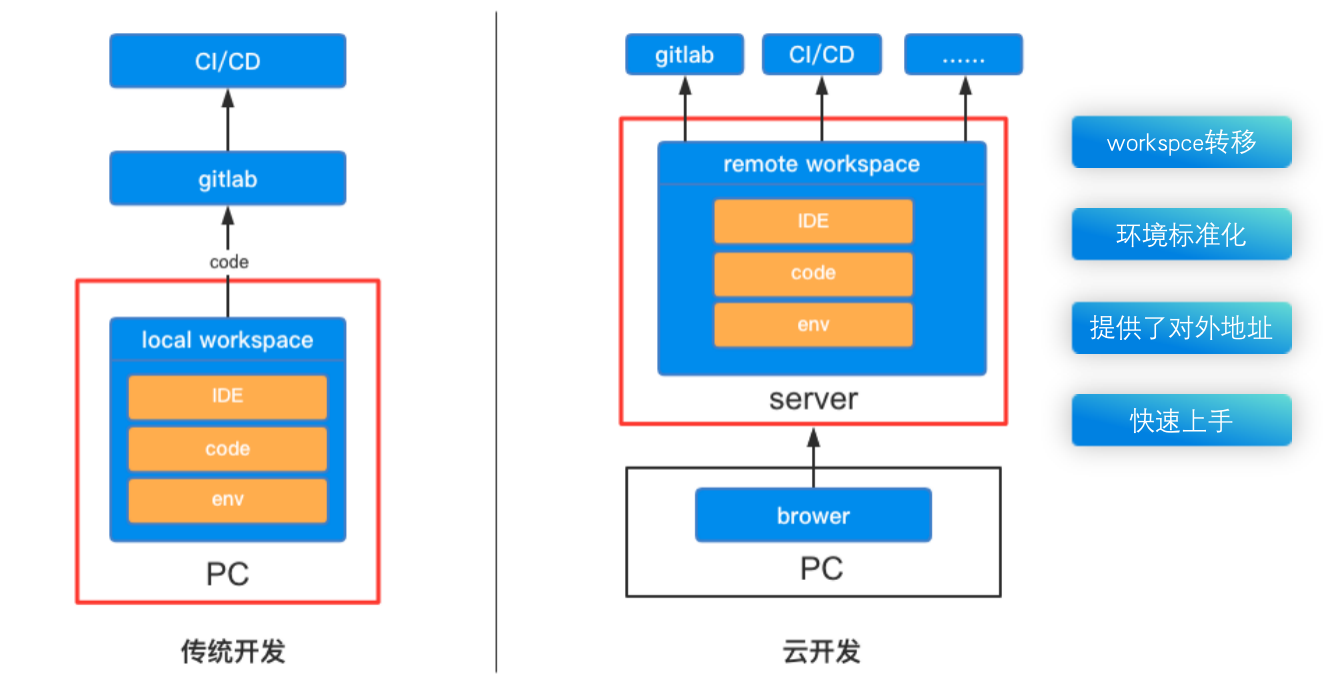 CI/CD
gitlab
code
local workspace
IDE
code
env
PC
传统开发
gitlab
CI/CD
......
remote workspace
IDE
code
env
server
brower
PC
云开发
workspce转移
环境标准化
提供了对外地址
快速上手